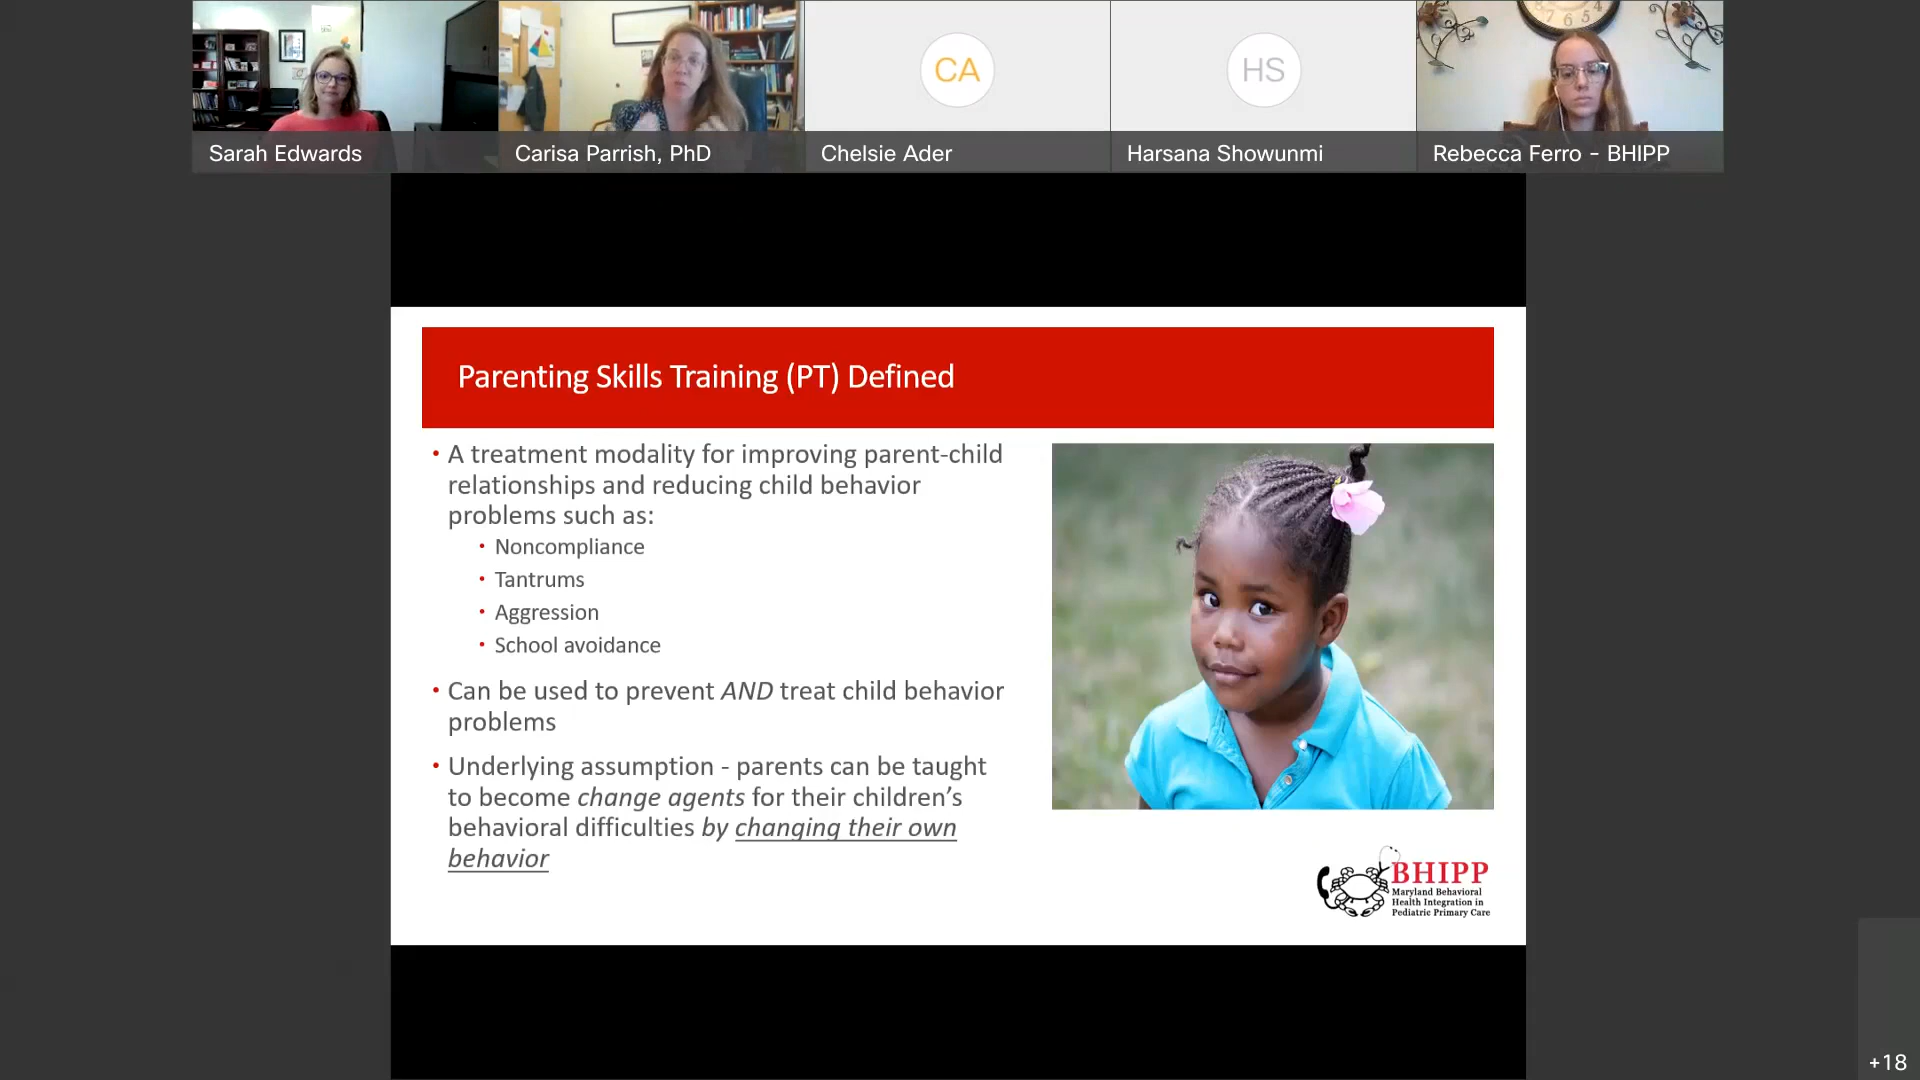 CA
HS
Sarah Edwards
Carisa Parrish, PhD
Chelsie Ader
Harsana Showunmi
Rebecca Ferro - BHIPP
Parenting Skills Training (PT) Defined
• A treatment modality for improving parent-child
relationships and reducing child behavior
problems such as:
• Noncompliance
• Tantrums
• Aggression
• School avoidance
• Can be used to prevent AND treat child behavior
problems
• Underlying assumption - parents can be taught
to become change agents for their children’s
behavioral difficulties by changing their own
behavior
BHIPP
Maryland Behavioral
Health Integration in
Pediatric Primary Care
+18